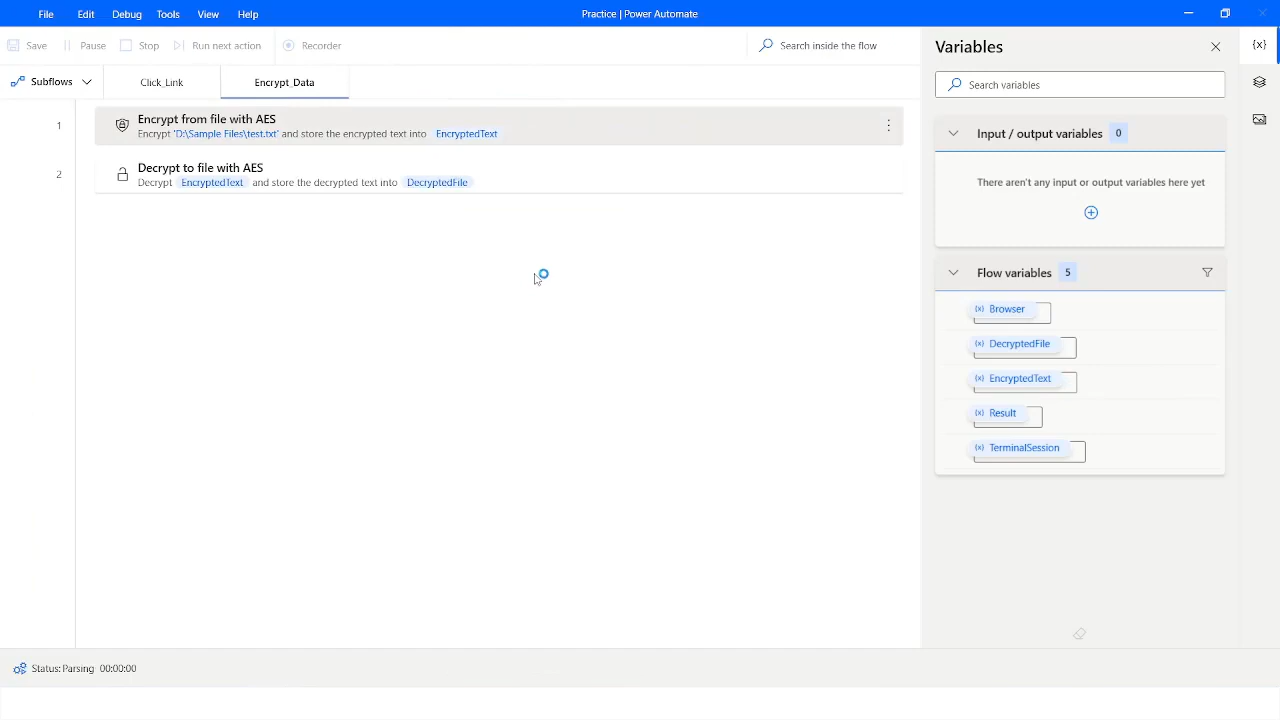 File Edit Debug Tools View Help Practice | Power Automate
Save Pause Stop Run next action Recorder Search inside the flow
Subflows Click_Link Encrypt_Data
1 Encrypt from file with AES
Encrypt 'D:\Sample Files\test.txt' and store the encrypted text into EncryptedText
2 Decrypt to file with AES
Decrypt EncryptedText and store the decrypted text into DecryptedFile
Variables
{x}
Search variables
Input / output variables 0
There aren't any input or output variables here yet
Flow variables 5
{x} Browser
{x} DecryptedFile
{x} EncryptedText
{x} Result
{x} TerminalSession
Status: Parsing 00:00:00